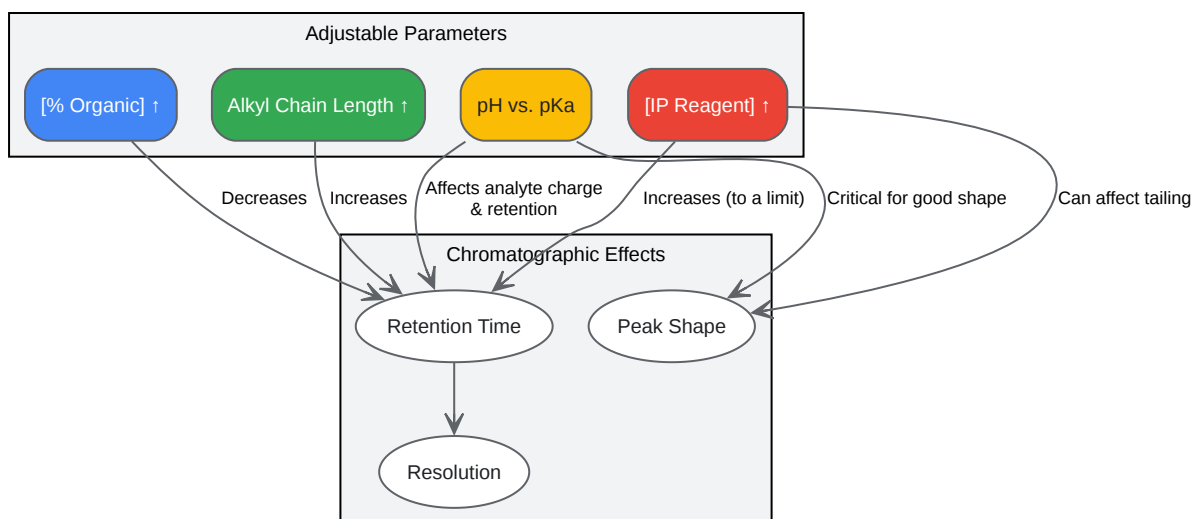 Adjustable Parameters
[% Organic] ↑
Alkyl Chain Length ↑
pH vs. pKa
[IP Reagent] ↑
Decreases
Increases
Affects analyte charge
& retention
Increases (to a limit)
Critical for good shape
Can affect tailing
Chromatographic Effects
Retention Time
Peak Shape
Resolution